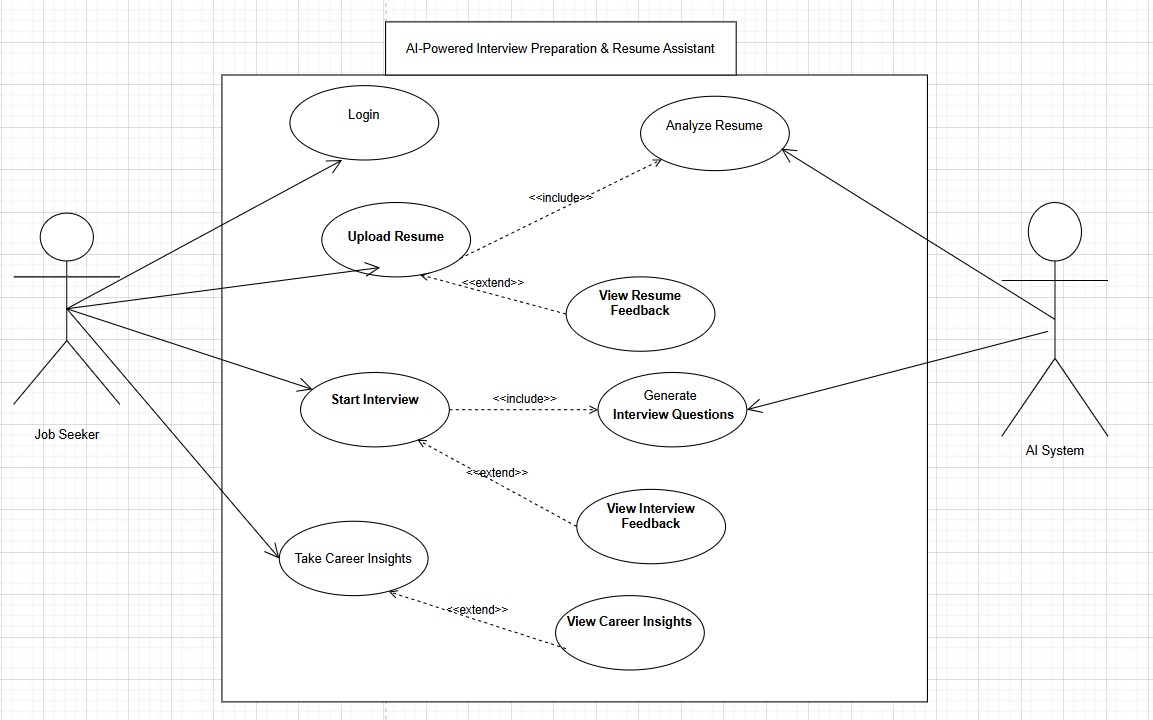 AI-Powered Interview Preparation & Resume Assistant
Login
Analyze Resume
<<include>>
Upload Resume
<<extend>>
View Resume
Feedback
Start Interview
<<include>>
Generate
Interview Questions
Job Seeker
AI System
<<extend>>
View Interview
Feedback
Take Career Insights
<<extend>>
View Career Insights